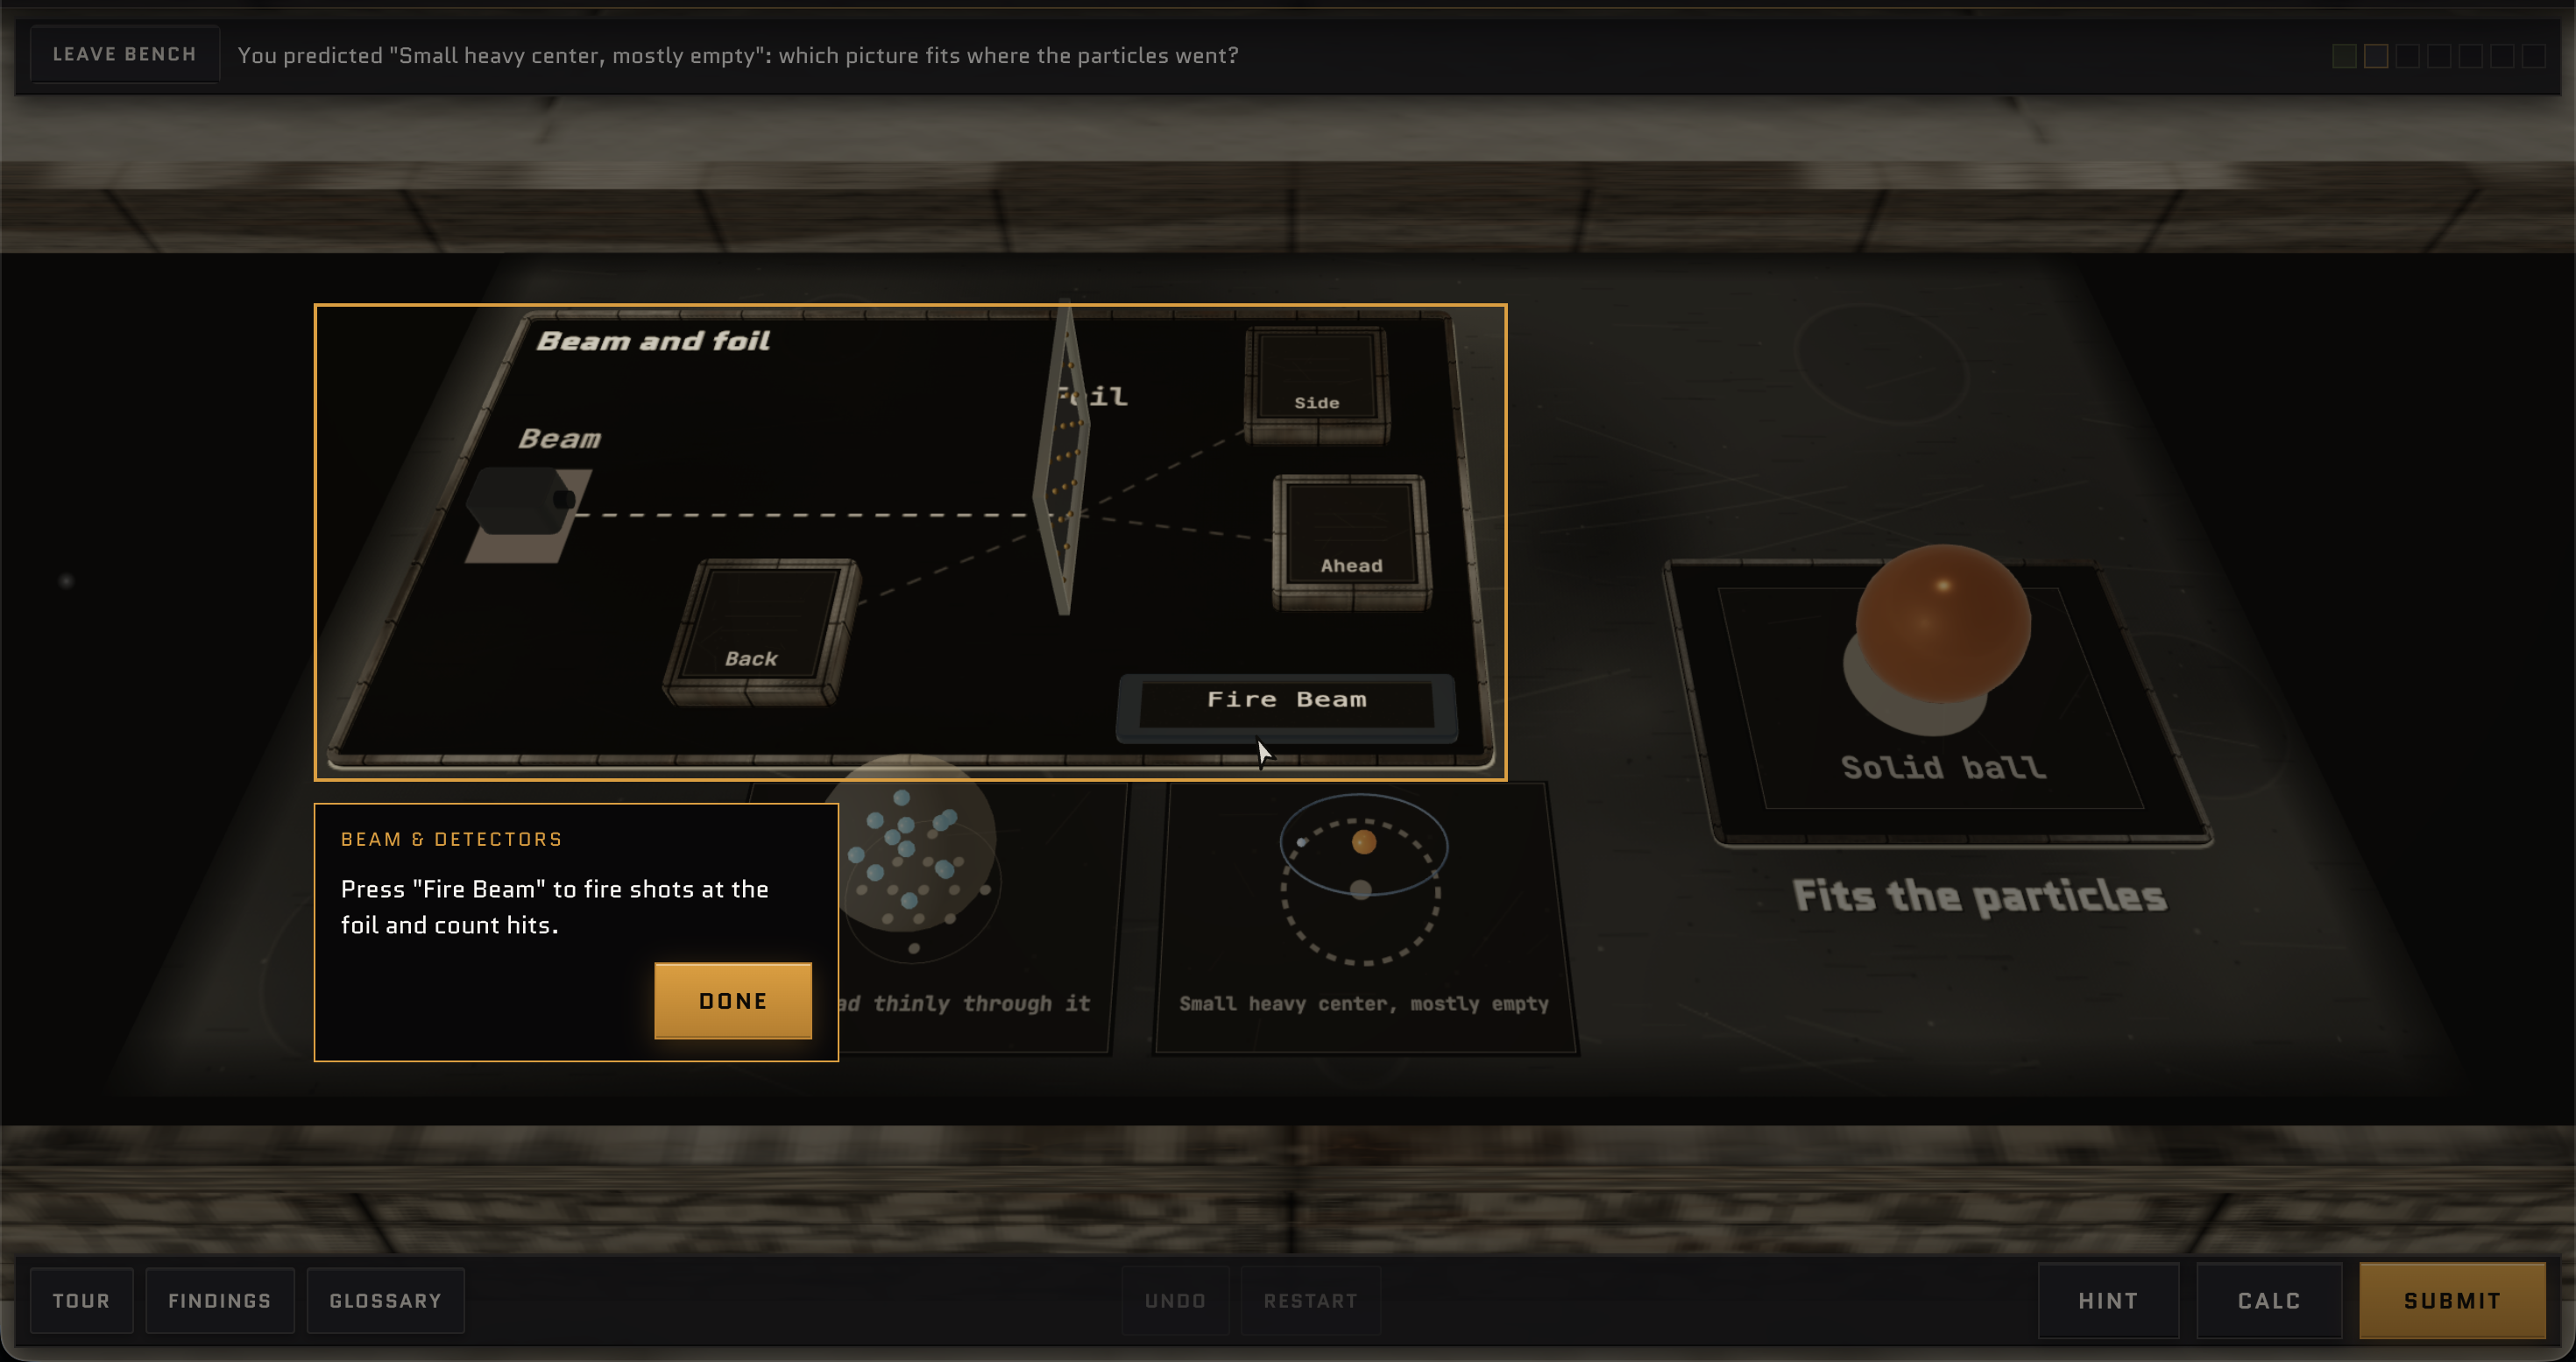 LEAVE BENCH
You predicted "Small heavy center, mostly empty": which picture fits where the particles went?
Beam and foil
Foil
Side
Beam
Ahead
Back
Fire Beam
Solid ball
Fits the particles
BEAM & DETECTORS
Press "Fire Beam" to fire shots at the
foil and count hits.
DONE
thinly through it
Small heavy center, mostly empty
TOUR
FINDINGS
GLOSSARY
UNDO
RESTART
HINT
CALC
SUBMIT